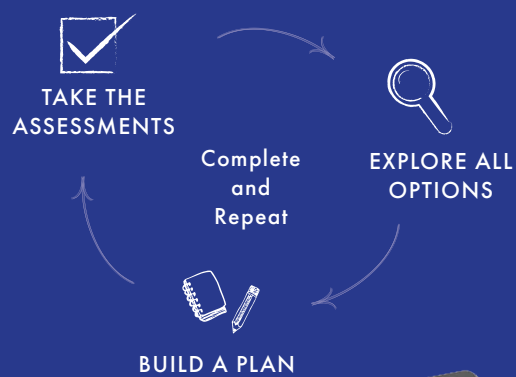 TAKE THE
ASSESSMENTS
EXPLORE ALL
OPTIONS
Complete
and
Repeat
BUILD A PLAN